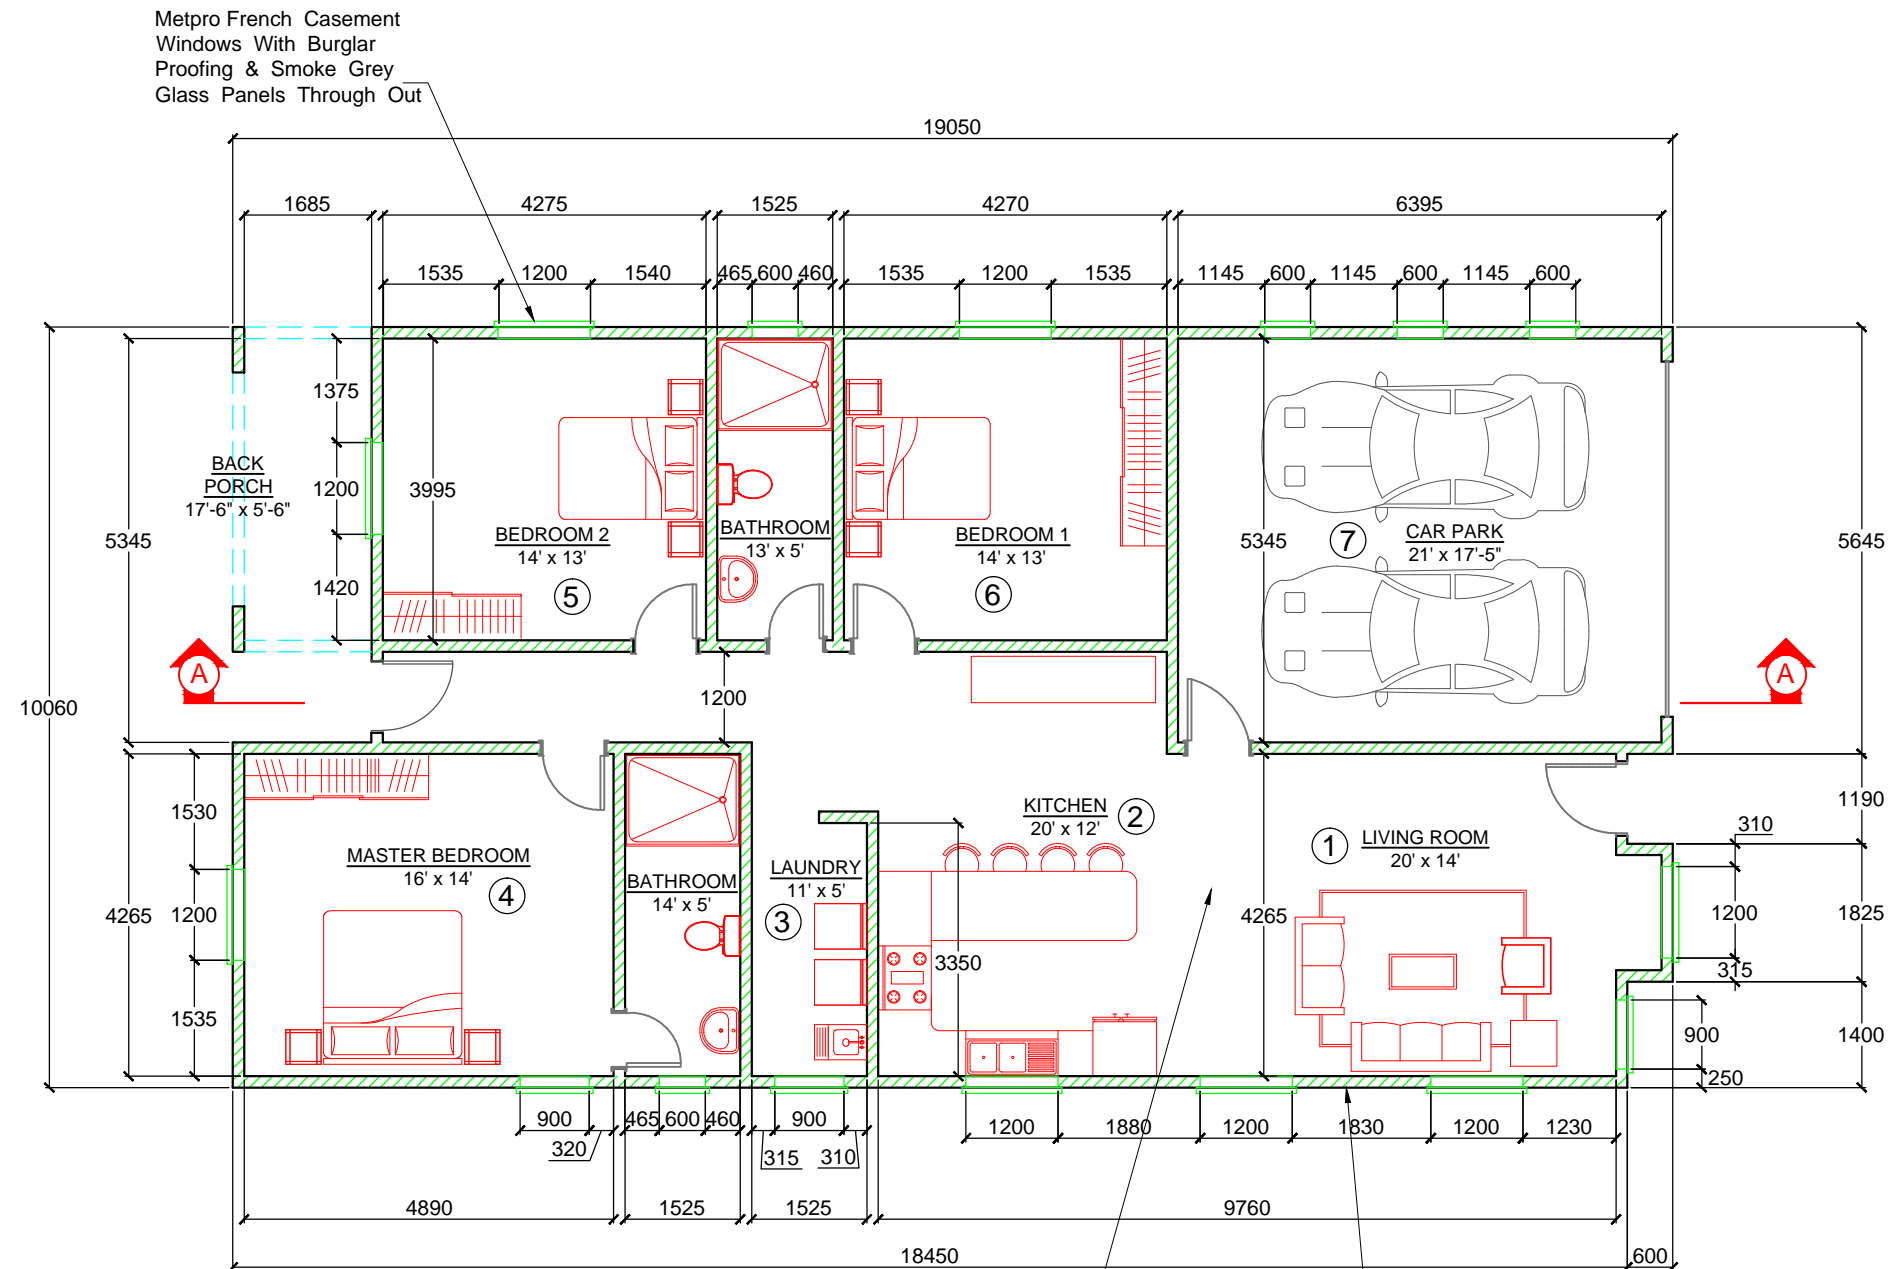 Metpro French Casement
Windows With Burglar
Proofing & Smoke Grey
Glass Panels Through Out
19050
1685
4275
1525
4270
6395
1535
1200
1540
465
600
460
1535
1200
1535
1145
600
1145
600
1145
600
BACK
PORCH
17'-6" x 5'-6"
1375
1200
1420
3995
BEDROOM 2
14' x 13'
5
BATHROOM
13' x 5'
BEDROOM 1
14' x 13'
6
5345
7
CAR PARK
21' x 17'-5"
5345
5645
10060
A
A
1200
1530
1200
1535
4265
MASTER BEDROOM
16' x 14'
4
BATHROOM
14' x 5'
LAUNDRY
11' x 5'
3
KITCHEN
20' x 12'
2
1
LIVING ROOM
20' x 14'
3350
4265
1190
310
1200
1825
315
900
1400
250
900
320
465
600
460
315
900
310
1200
1880
1200
1830
1200
1230
4890
1525
1525
9760
18450
600